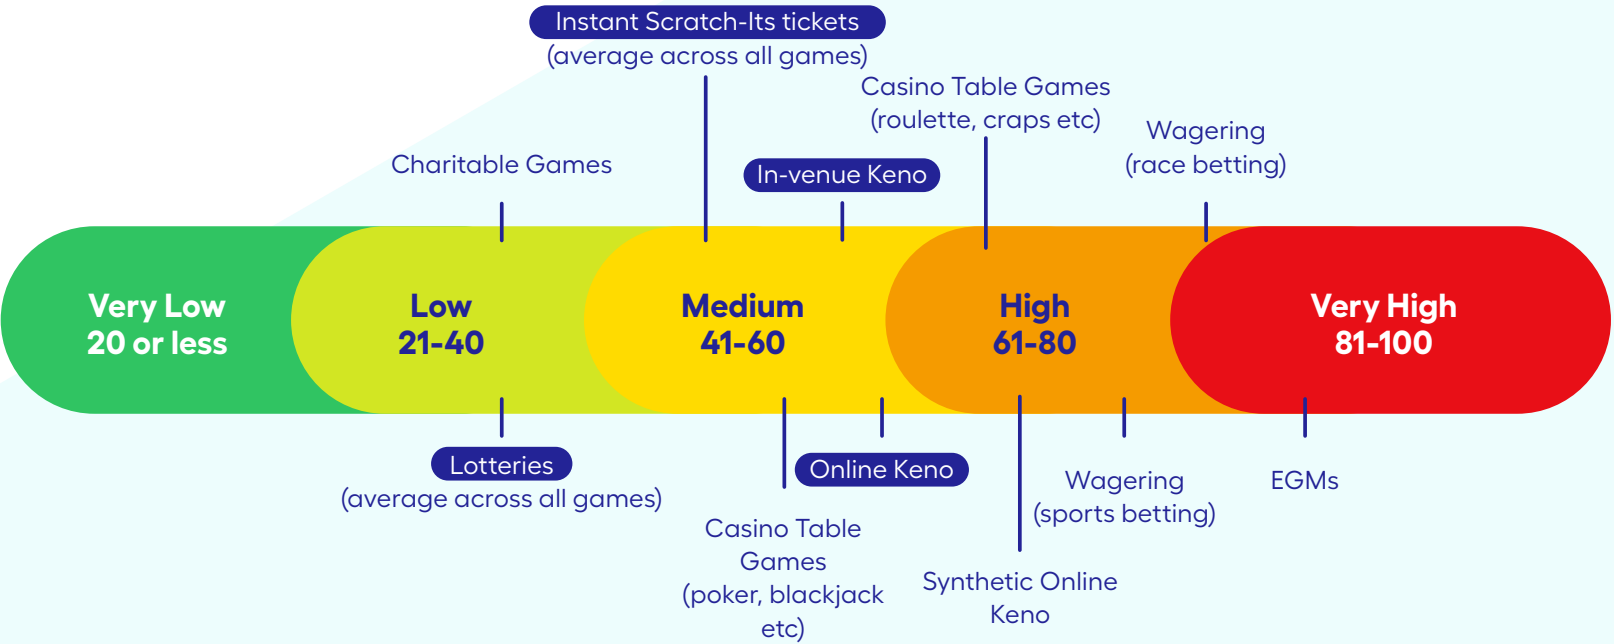 Instant Scratch-Its tickets
(average across all games)
Casino Table Games
(roulette, craps etc)
Wagering
(race betting)
Charitable Games
In-venue Keno
Very Low
20 or less
Low
21-40
Medium
41-60
High
61-80
Very High
81-100
Lotteries
(average across all games)
Online Keno
Casino Table
Games
(poker, blackjack
etc)
Wagering
(sports betting)
EGMs
Synthetic Online
Keno